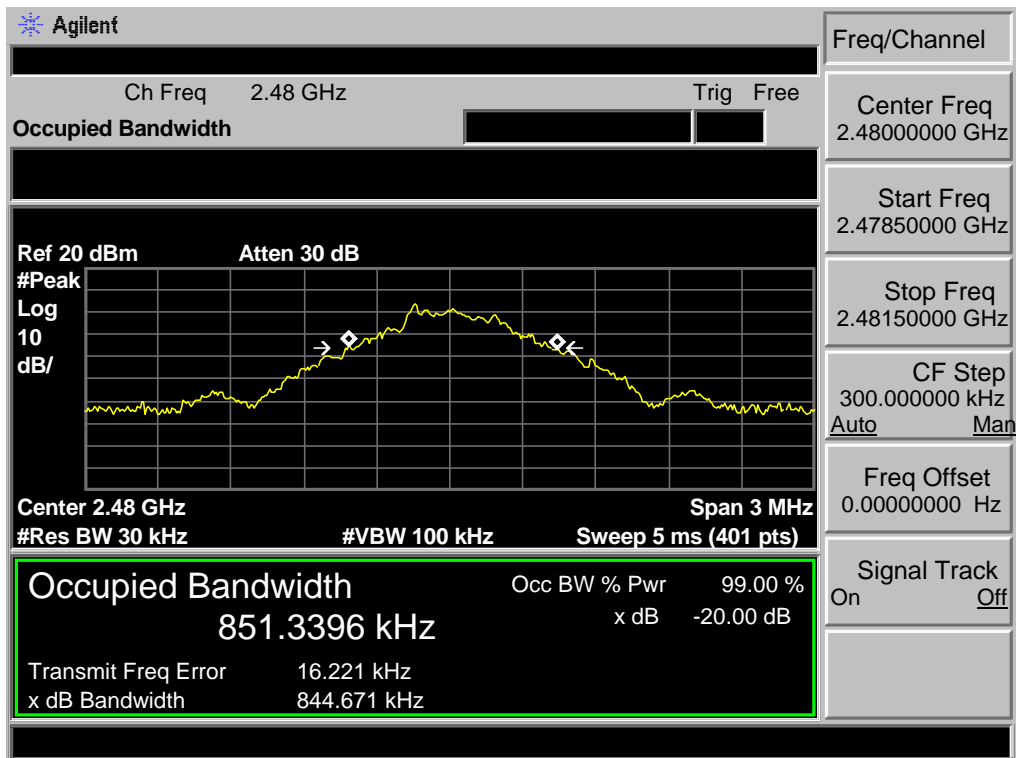 Agilent
Freq/Channel
Ch Freq 2.48 GHz Trig Free
Occupied Bandwidth
Center Freq
2.48000000 GHz
Start Freq
2.47850000 GHz
Ref 20 dBm Atten 30 dB
#Peak
Log
10
dB/
Stop Freq
2.48150000 GHz
CF Step
300.000000 kHz
Auto Man
Freq Offset
0.00000000 Hz
Center 2.48 GHz Span 3 MHz
#Res BW 30 kHz #VBW 100 kHz Sweep 5 ms (401 pts)
Signal Track
On Off
Occupied Bandwidth Occ BW % Pwr 99.00 %
851.3396 kHz x dB -20.00 dB
Transmit Freq Error 16.221 kHz
x dB Bandwidth 844.671 kHz